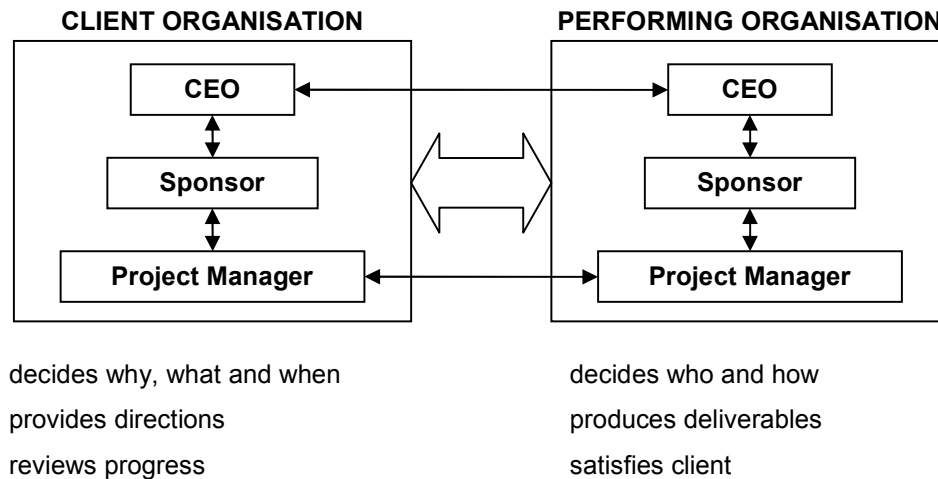 CLIENT ORGANISATION
PERFORMING ORGANISATION
CEO
CEO
Sponsor
Sponsor
Project Manager
Project Manager
decides why, what and when
provides directions
reviews progress
decides who and how
produces deliverables
satisfies client